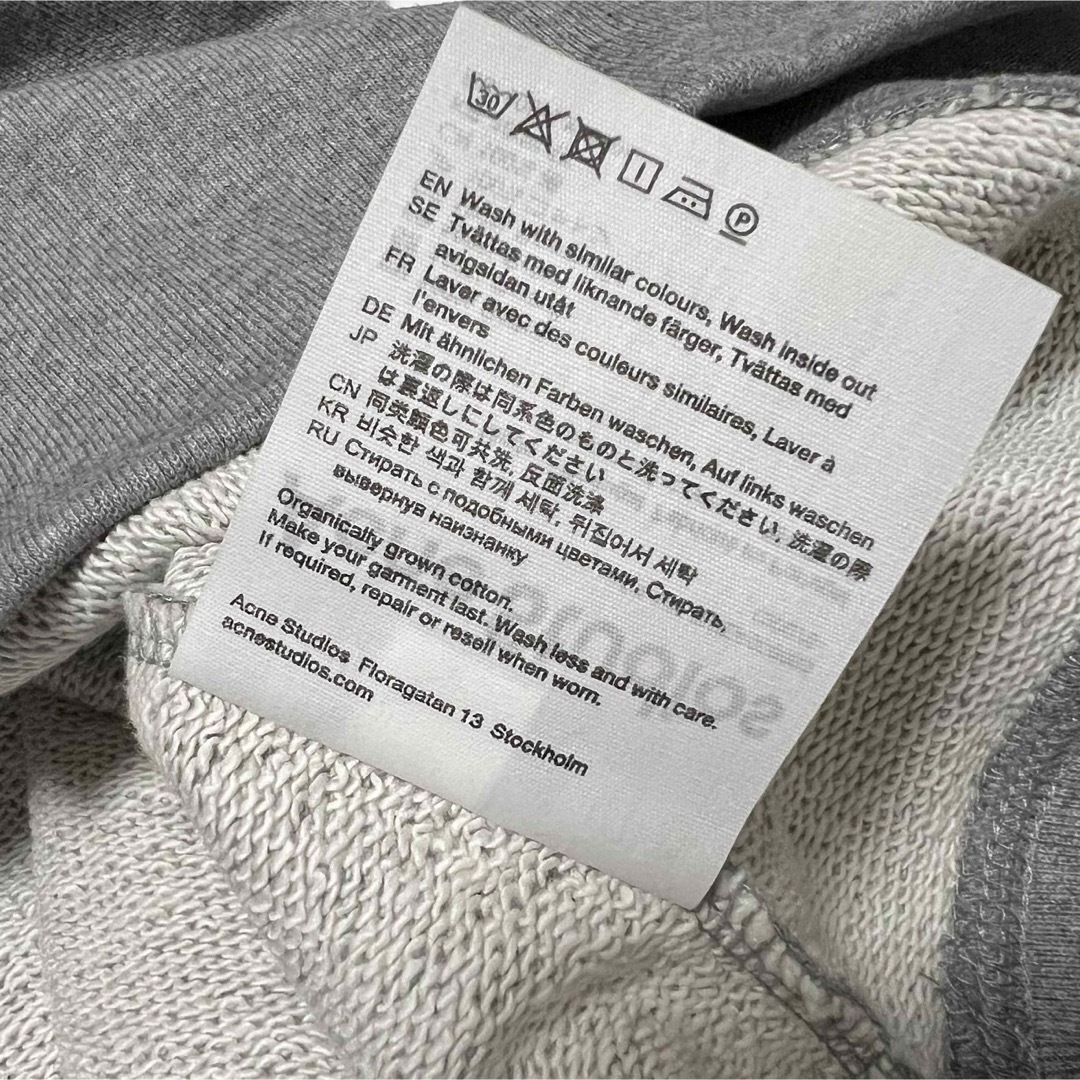 30
P
EN Wash with similar colours, Wash inside out
SE Tvättas med liknande färger, Tvättas med
avigsidan utåt
FR Laver avec des couleurs similaires, Laver à
l'envers
DE Mit ähnlichen Farben waschen, Auf links waschen
JP 洗濯の際は同系色のものと洗ってください, 洗濯の際
は裏返しにしてください
CN 同类颜色可共洗, 反面洗涤
KR 비슷한 색과 함께 세탁, 뒤집어서 세탁
RU Стирать с подобными цветами, Стирать,
вывернув наизнанку
Organically grown cotton.
Make your garment last. Wash less and with care.
If required, repair or resell when worn.
Acne Studios Floragatan 13 Stockholm
acnestudios.com